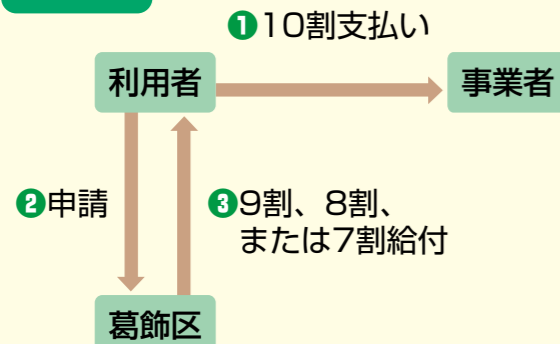 ❶10割支払い
利用者
事業者
❷申請
❸9割、8割、
または7割給付
葛飾区